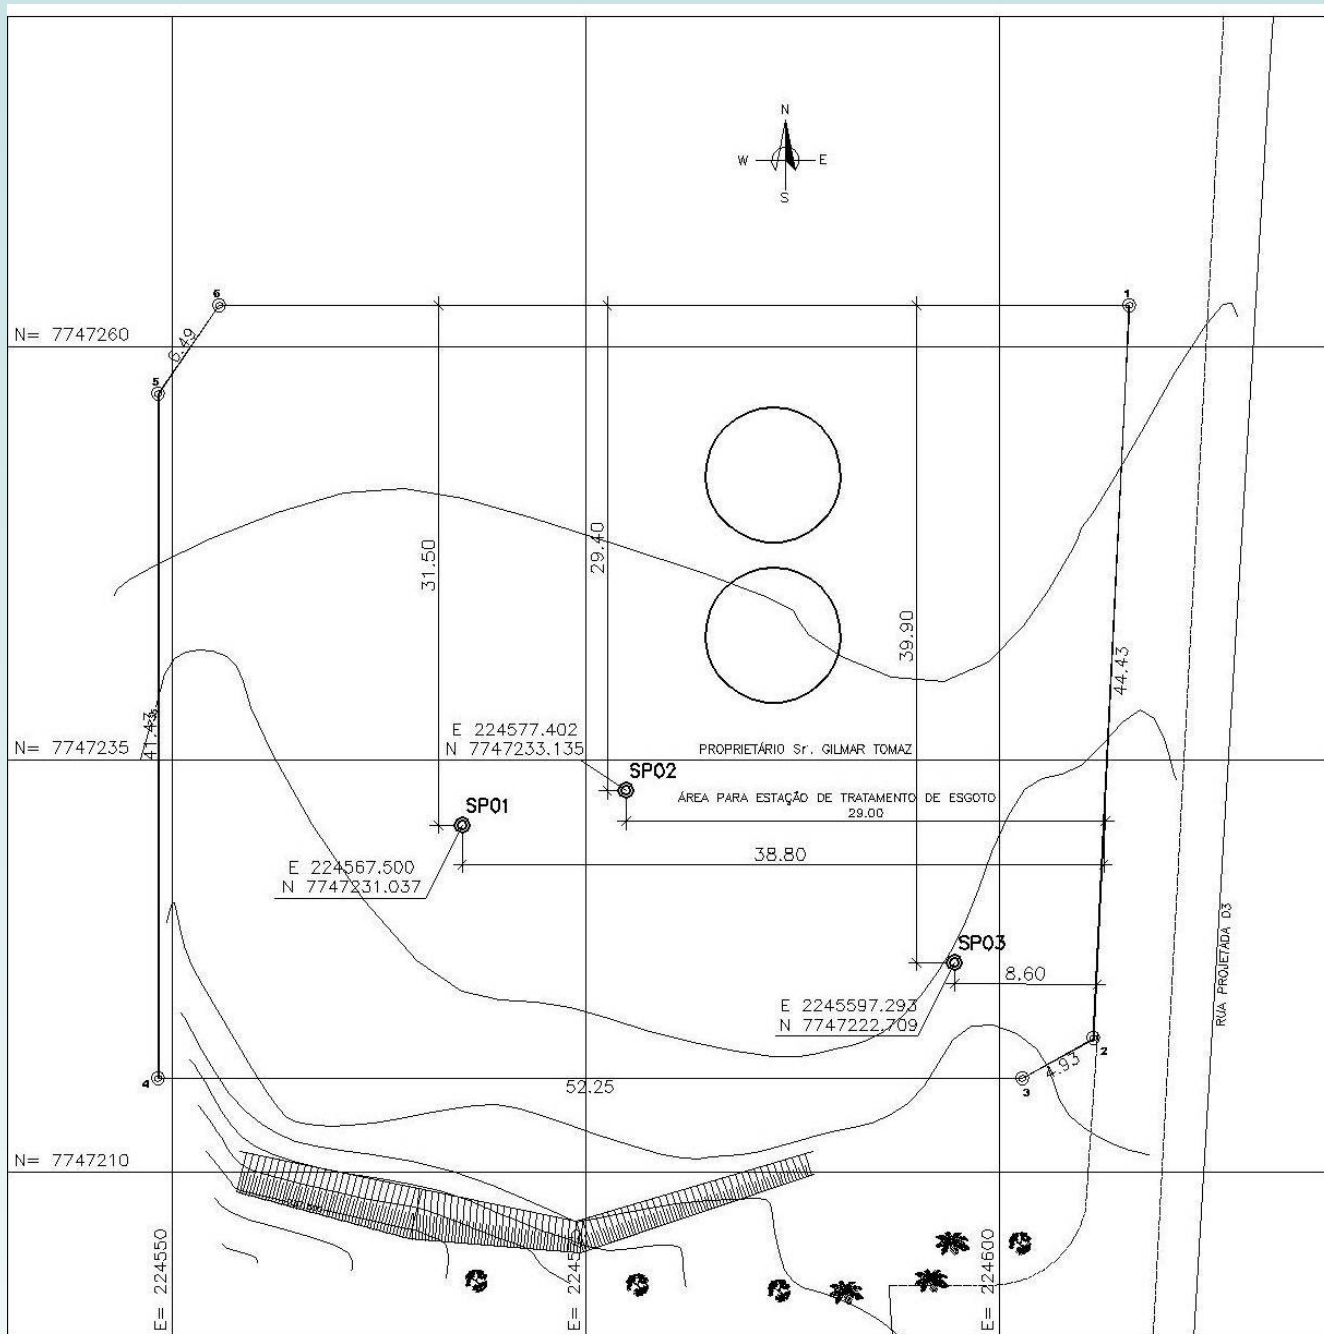 N
W E
S
6
1
N= 7747260
6.49
5
31.50
29.40
39.90
44.43
41.43
E 224577.402
N 7747233.135
N= 7747235
PROPRIETÁRIO Sr. GILMAR TOMAZ
SP02
ÁREA PARA ESTAÇÃO DE TRATAMENTO DE ESGOTO
29.00
SP01
38.80
E 224567.500
N 7747231.037
SP03
8.60
E 2245597.293
N 7747222.709
RUA PROJETADA D3
2
4.93
3
4
52.25
N= 7747210
E= 224550
E= 2245
E= 224600